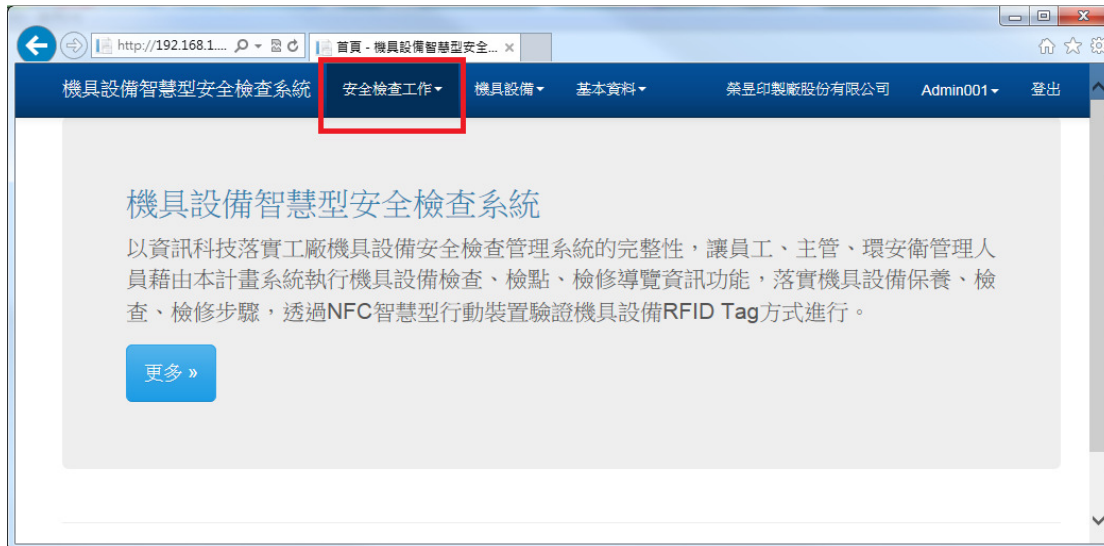 http://192.168.1....
首頁 - 機具設備智慧型安全...
機具設備智慧型安全檢查系統 安全檢查工作 機具設備 基本資料 榮昱印製廠股份有限公司 Admin001 登出
機具設備智慧型安全檢查系統
以資訊科技落實工廠機具設備安全檢查管理系統的完整性，讓員工、主管、環安衛管理人
員藉由本計畫系統執行機具設備檢查、檢點、檢修導覽資訊功能，落實機具設備保養、檢
查、檢修步驟，透過NFC智慧型行動裝置驗證機具設備RFID Tag方式進行。
更多 »